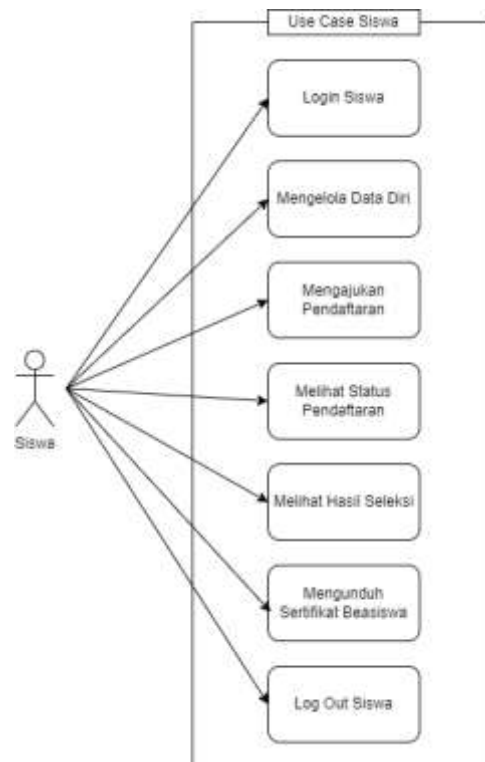 Use Case Siswa
Login Siswa
Mengelola Data Diri
Mengajukan
Pendaftaran
Melihat Status
Pendaftaran
Siswa
Melihat Hasil Seleksi
Mengunduh
Sertifikat Beasiswa
Log Out Siswa